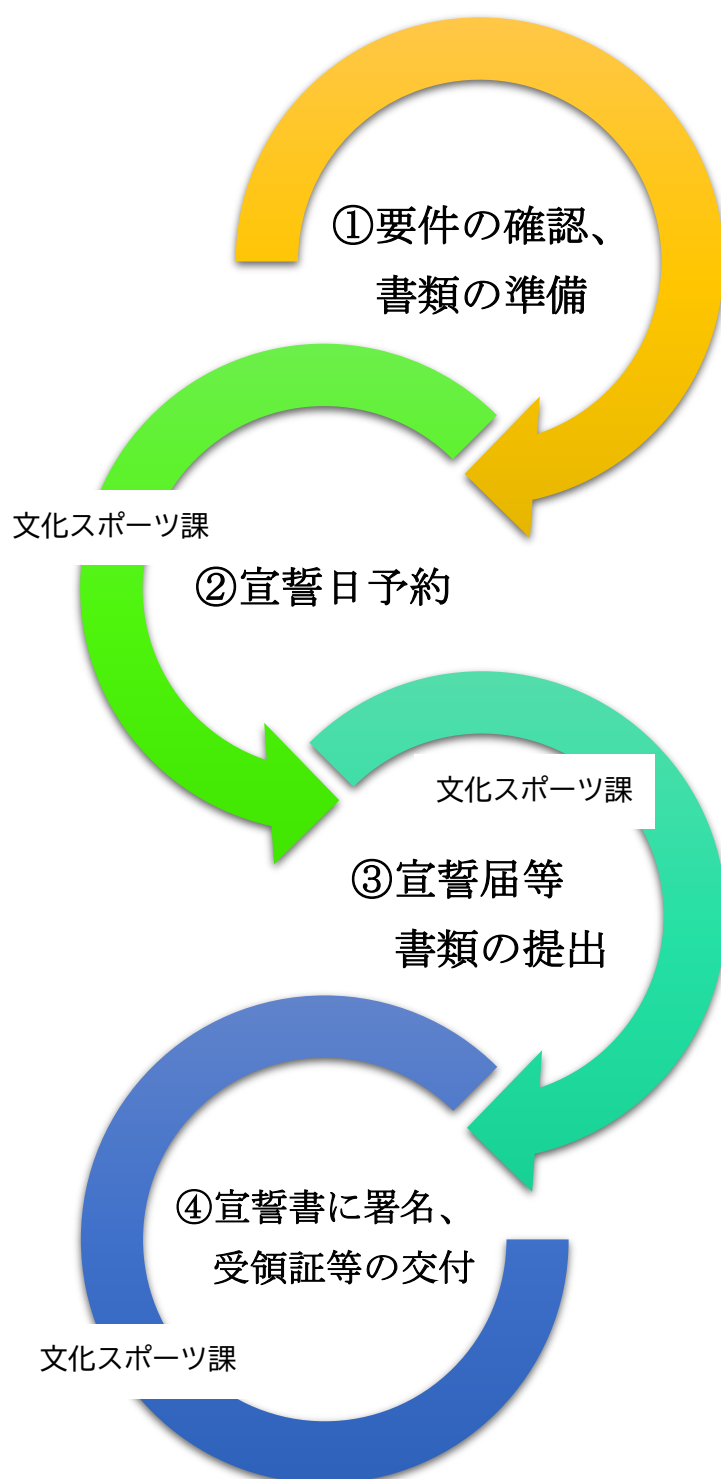 ①要件の確認、
書類の準備
文化スポーツ課
②宣誓日予約
文化スポーツ課
③宣誓届等
書類の提出
④宣誓書に署名、
受領証等の交付
文化スポーツ課